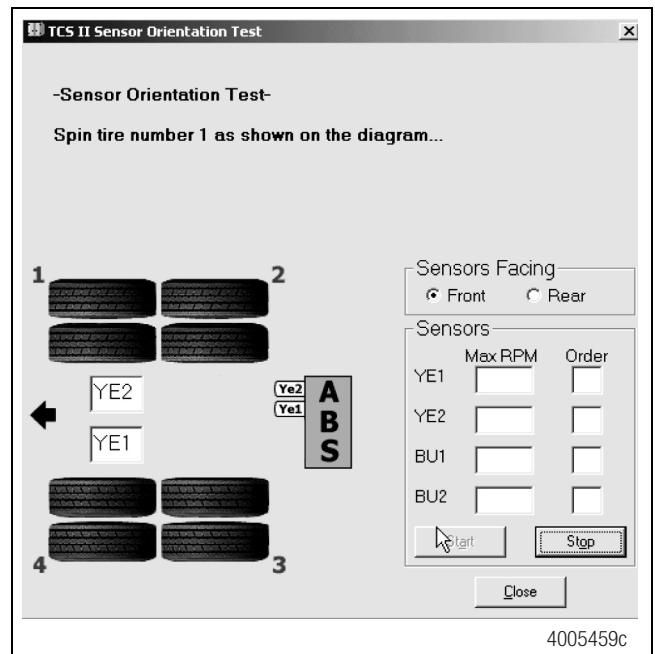 TCS II Sensor Orientation Test
-Sensor Orientation Test-
Spin tire number 1 as shown on the diagram...
1
2
YE2
YE1
Ye2
Ye1
A
B
S
4
3
Sensors Facing
Front Rear
Sensors
Max RPM Order
YE1
YE2
BU1
BU2
Start Stop
Close
4005459c